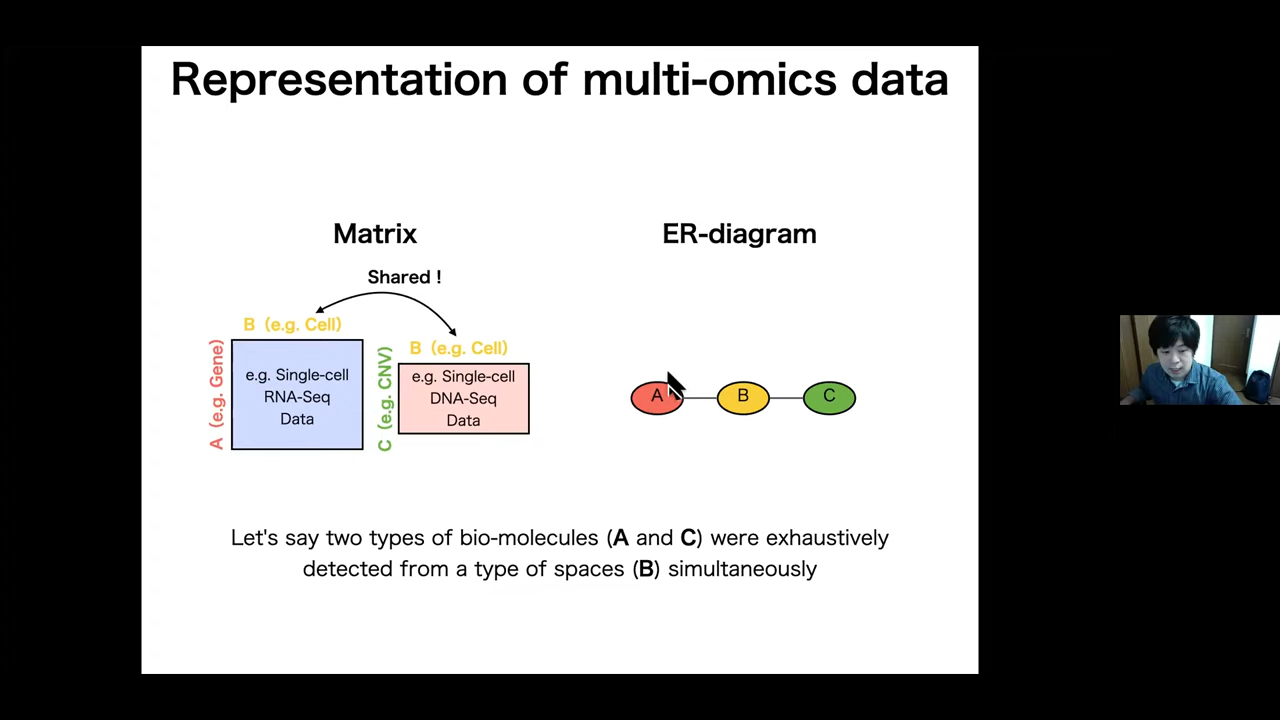 Representation of multi-omics data
Matrix
ER-diagram
Shared !
B (e.g. Cell)
B (e.g. Cell)
A (e.g. Gene)
e.g. Single-cell
RNA-Seq
Data
C (e.g. CNV)
e.g. Single-cell
DNA-Seq
Data
A
B
C
Let's say two types of bio-molecules (A and C) were exhaustively
detected from a type of spaces (B) simultaneously